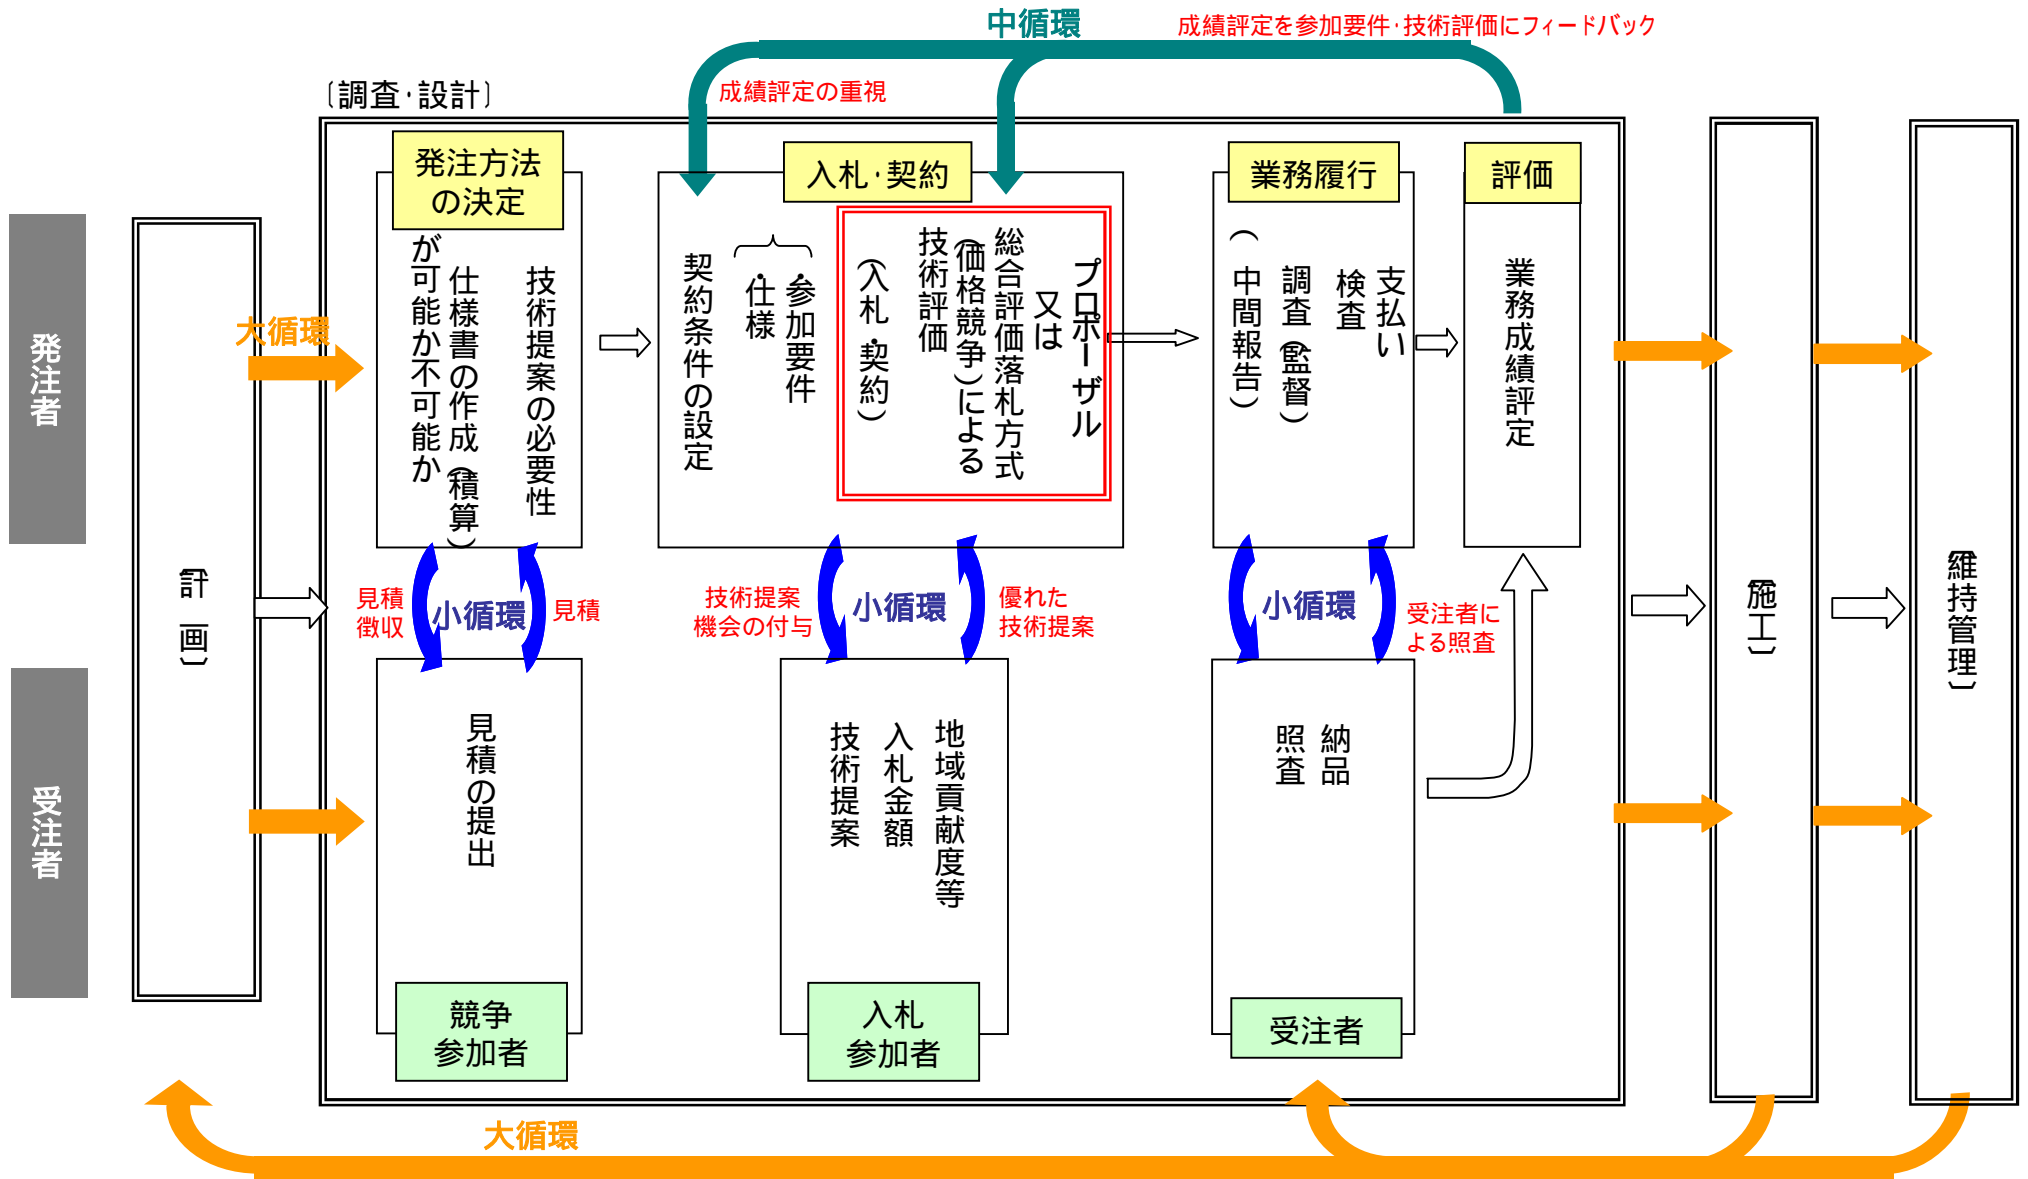 中循環
成績評定を参加要件・技術評価にフィードバック
成績評定の重視
〔調査・設計〕
発注者
受注者
〔計画〕
大循環
発注方法
の決定
技術提案の必要性
仕様書の作成(積算)
が可能か不可能か
入札・契約
プロポーザル
又は
総合評価落札方式
(価格競争)による
技術評価
(入札・契約)
・参加要件
・仕様
契約条件の設定
業務履行
支払い
検査
調査(監督)
(中間報告)
評価
業務成績評定
見積
徴収
小循環
見積
技術提案
機会の付与
小循環
優れた
技術提案
小循環
受注者に
よる照査
見積の提出
競争
参加者
地域貢献度等
入札金額
技術提案
入札
参加者
納品
照査
受注者
〔施工〕
〔維持管理〕
大循環